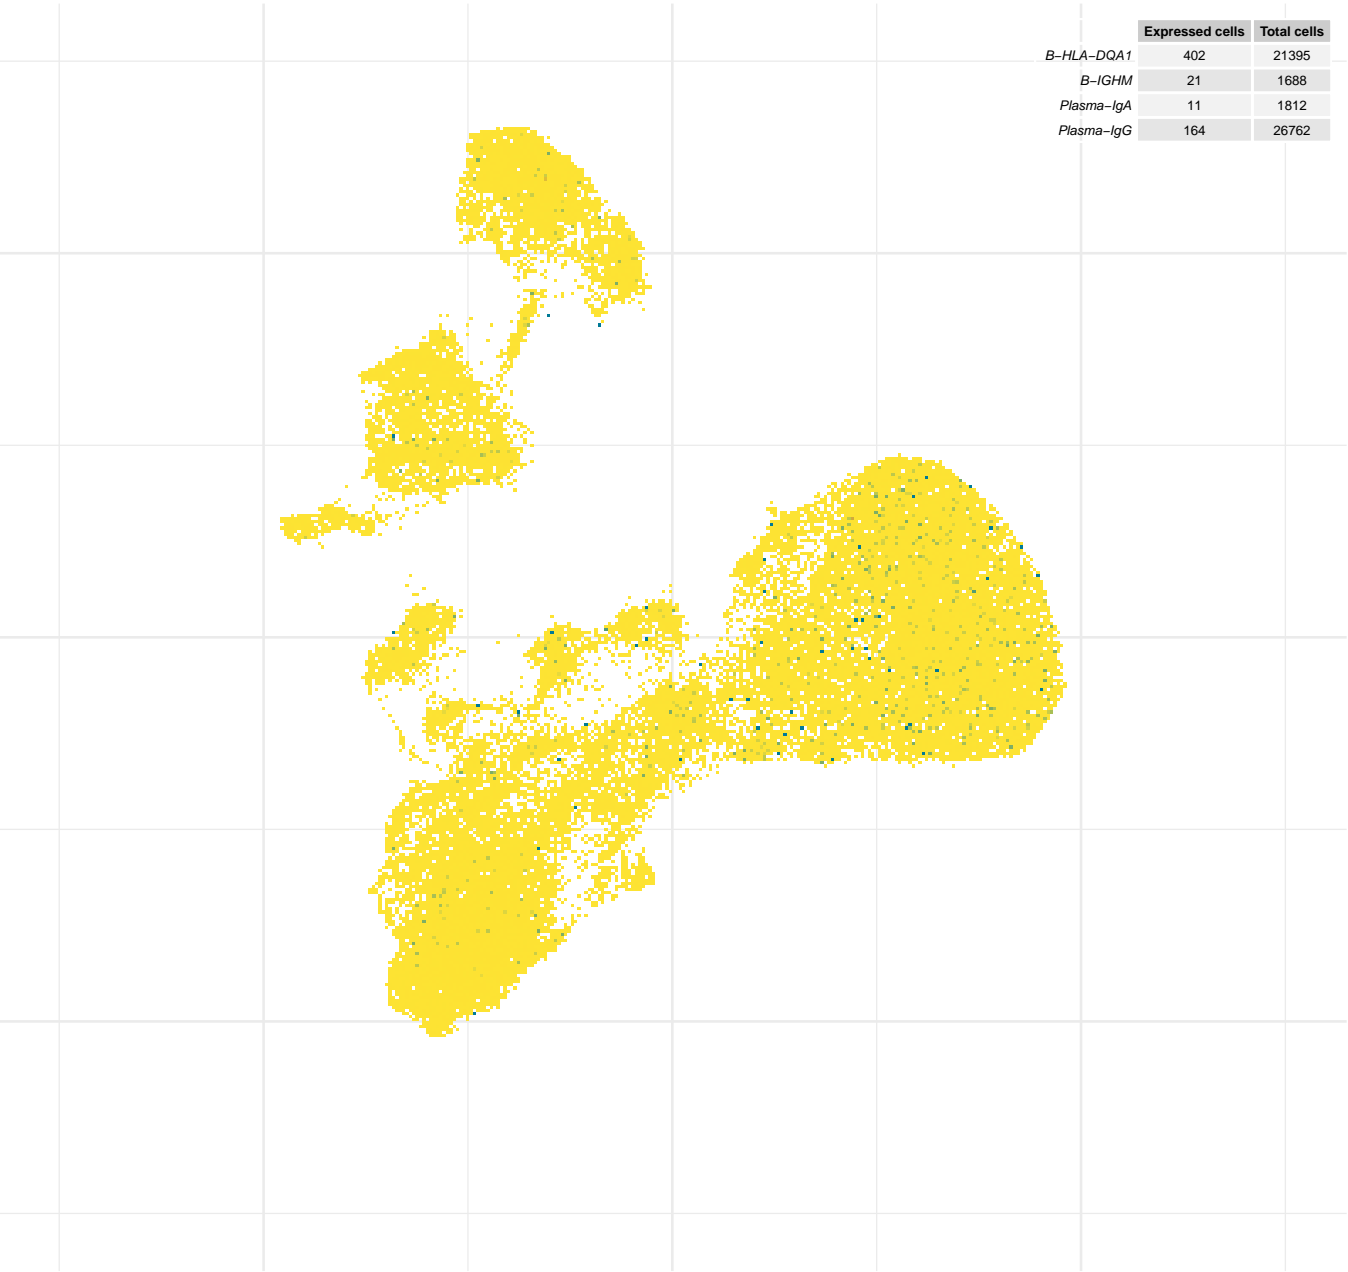 Expressed cells Total cells
B−HLA−DQA1 402 21395
B−IGHM 21 1688
Plasma−IgA 11 1812
Plasma−IgG 164 26762